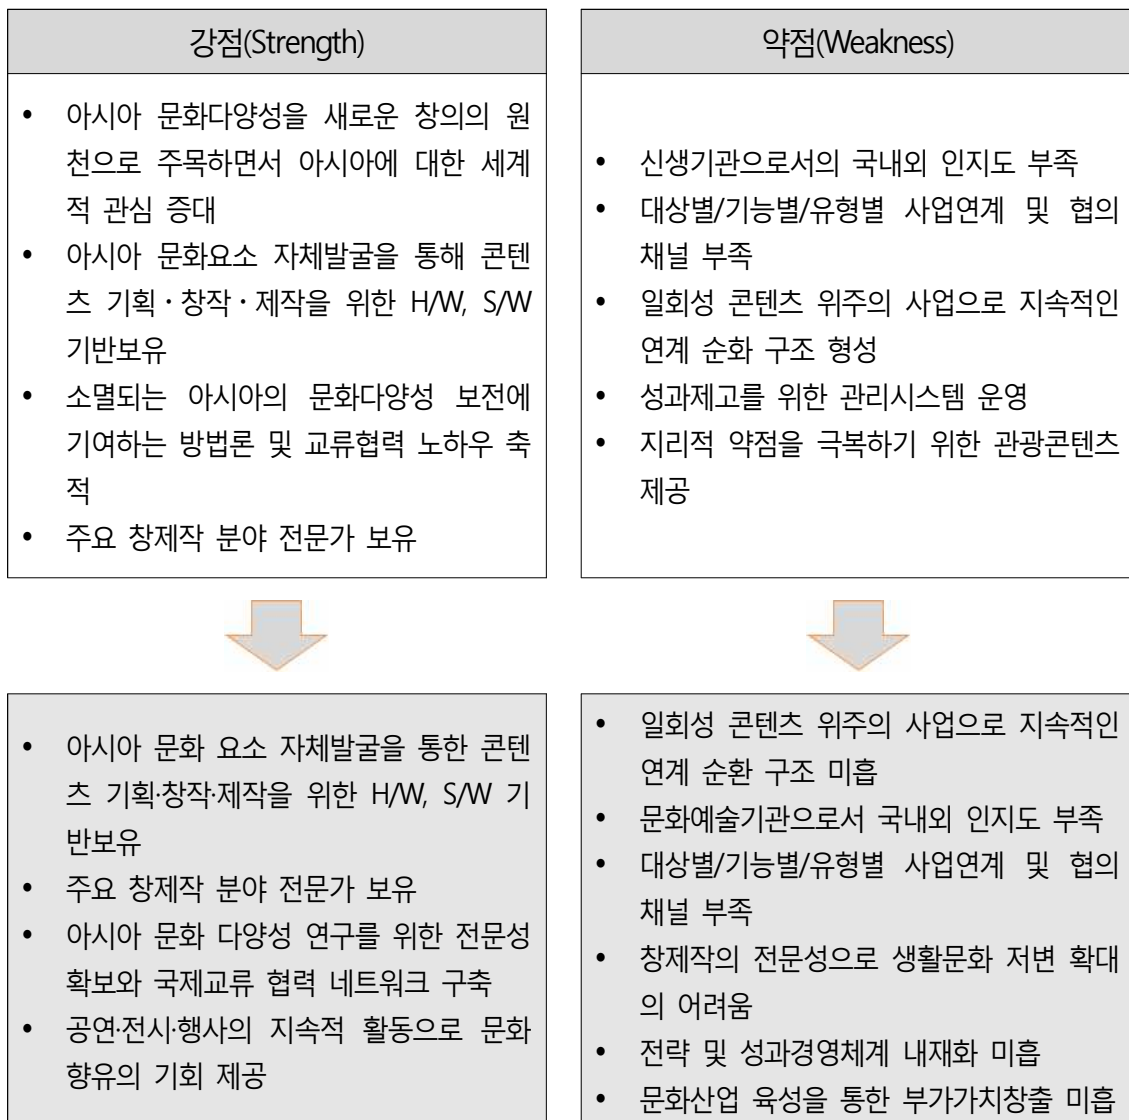 강점(Strength)
• 아시아 문화다양성을 새로운 창의의 원
천으로 주목하면서 아시아에 대한 세계
적 관심 증대
• 아시아 문화요소 자체발굴을 통해 콘텐
츠 기획・창작・제작을 위한 H/W, S/W
기반보유
• 소멸되는 아시아의 문화다양성 보전에
기여하는 방법론 및 교류협력 노하우 축
적
• 주요 창제작 분야 전문가 보유
약점(Weakness)
• 신생기관으로서의 국내외 인지도 부족
• 대상별/기능별/유형별 사업연계 및 협의
채널 부족
• 일회성 콘텐츠 위주의 사업으로 지속적인
연계 순화 구조 형성
• 성과제고를 위한 관리시스템 운영
• 지리적 약점을 극복하기 위한 관광콘텐츠
제공
• 아시아 문화 요소 자체발굴을 통한 콘텐
츠 기획·창작·제작을 위한 H/W, S/W 기
반보유
• 주요 창제작 분야 전문가 보유
• 아시아 문화 다양성 연구를 위한 전문성
확보와 국제교류 협력 네트워크 구축
• 공연·전시·행사의 지속적 활동으로 문화
향유의 기회 제공
• 일회성 콘텐츠 위주의 사업으로 지속적인
연계 순환 구조 미흡
• 문화예술기관으로서 국내외 인지도 부족
• 대상별/기능별/유형별 사업연계 및 협의
채널 부족
• 창제작의 전문성으로 생활문화 저변 확대
의 어려움
• 전략 및 성과경영체계 내재화 미흡
• 문화산업 육성을 통한 부가가치창출 미흡